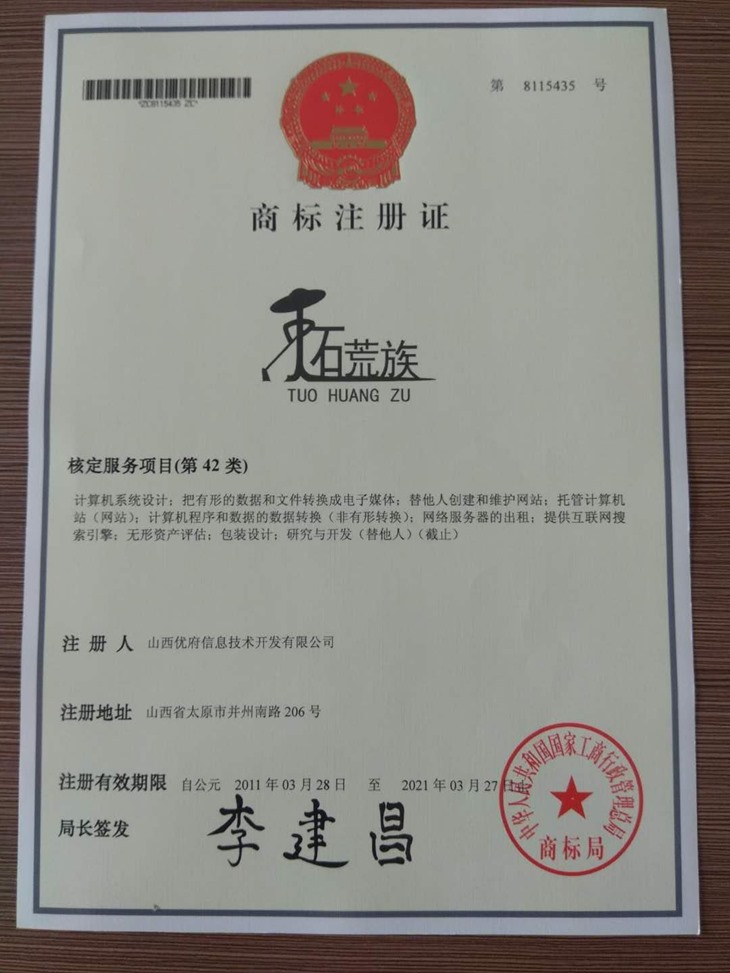 *ZC8115435 ZC*
第 8115435 号
商标注册证
拓荒族
TUO HUANG ZU
核定服务项目(第 42 类)
计算机系统设计；把有形的数据和文件转换成电子媒体；替他人创建和维护网站；托管计算机
站（网站）；计算机程序和数据的数据转换（非有形转换）；网络服务器的出租；提供互联网搜
索引擎；无形资产评估；包装设计；研究与开发（替他人）（截止）
注册人 山西优府信息技术开发有限公司
注册地址 山西省太原市并州南路 206 号
注册有效期限 自公元 2011 年 03 月 28 日 至 2021 年 03 月 27 日止
局长签发 李建昌
中华人民共和国国家工商行政管理总局
商标局